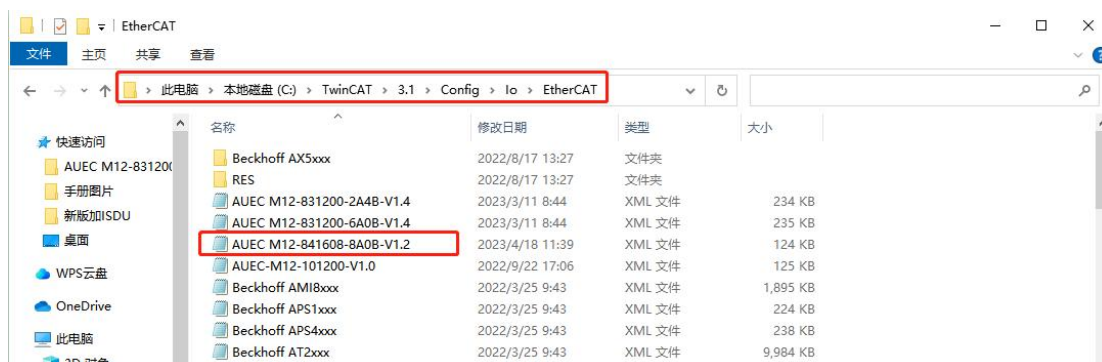 EtherCAT
文件 主页 共享 查看
此电脑 > 本地磁盘 (C:) > TwinCAT > 3.1 > Config > Io > EtherCAT
名称 修改日期 类型 大小
快速访问
AUEC M12-831200
手册图片
新版加ISDU
桌面
WPS云盘
OneDrive
此电脑
Beckhoff AX5xxx 2022/8/17 13:27 文件夹
RES 2022/8/17 13:27 文件夹
AUEC M12-831200-2A4B-V1.4 2023/3/11 8:44 XML 文件 234 KB
AUEC M12-831200-6A0B-V1.4 2023/3/11 8:44 XML 文件 235 KB
AUEC M12-841608-8A0B-V1.2 2023/4/18 11:39 XML 文件 124 KB
AUEC-M12-101200-V1.0 2022/9/22 17:06 XML 文件 125 KB
Beckhoff AMI8xxx 2022/3/25 9:43 XML 文件 1,895 KB
Beckhoff APS1xxx 2022/3/25 9:43 XML 文件 224 KB
Beckhoff APS4xxx 2022/3/25 9:43 XML 文件 238 KB
Beckhoff AT2xxx 2022/3/25 9:43 XML 文件 9,984 KB